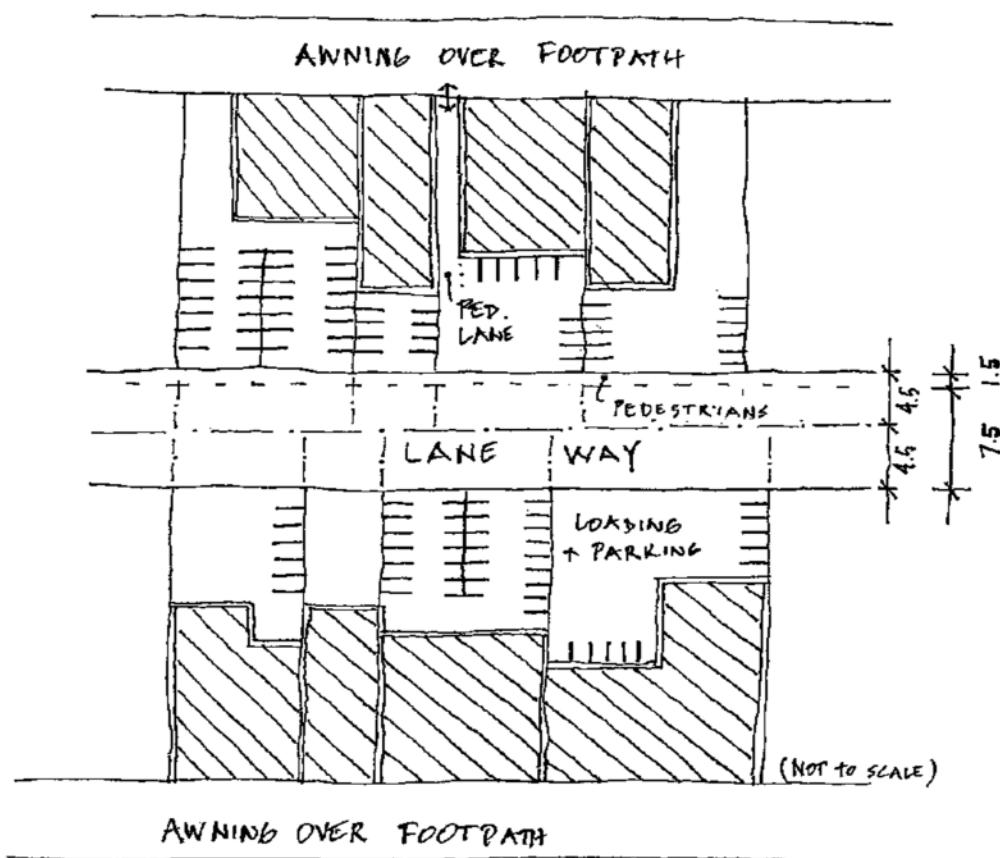 AWNING OVER FOOTPATH
PED.
LANE
PEDESTRIANS
1.5
4.5
LANE WAY
7.5
4.5
LOADING
+ PARKING
(NOT TO SCALE)
AWNING OVER FOOTPATH